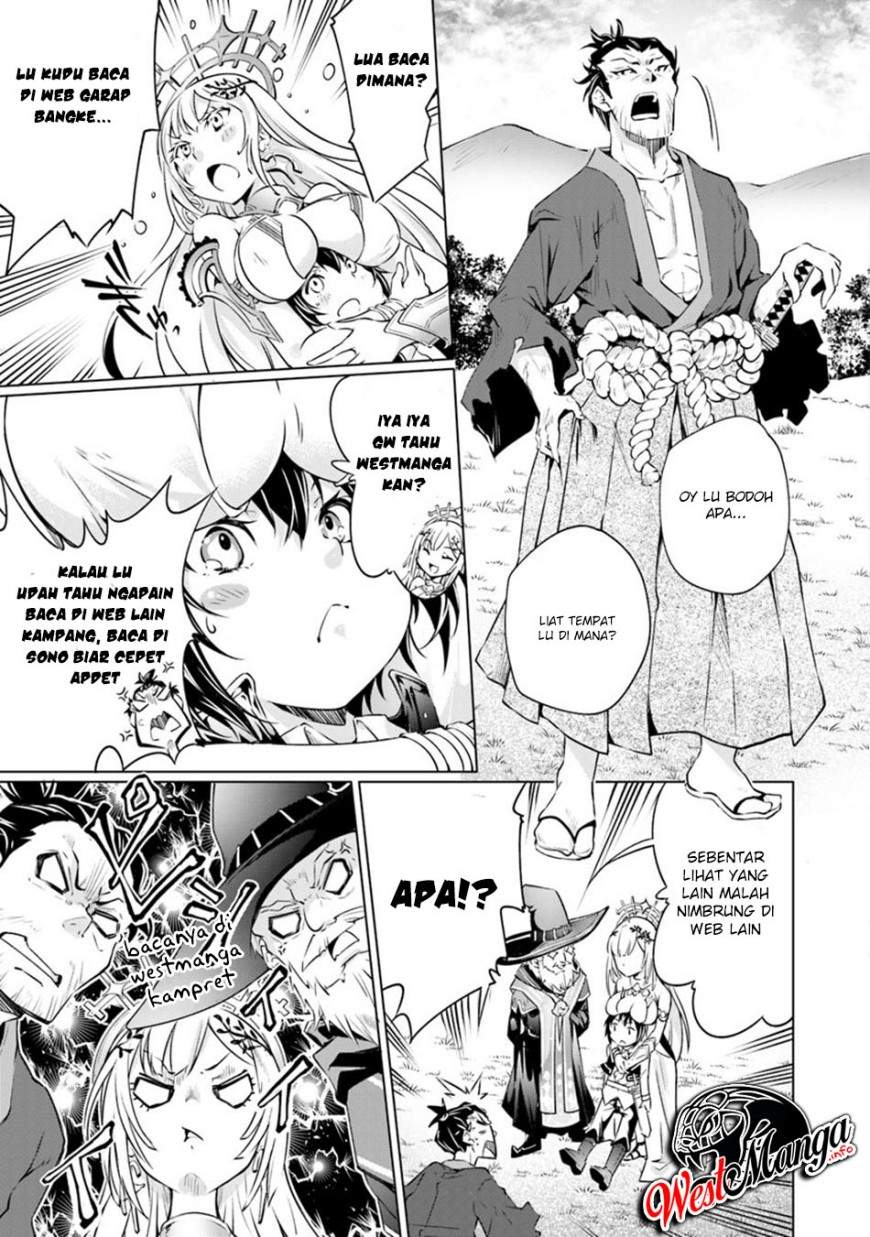 OY LU BODOH
APA...
LIAT TEMPAT
LU DI MANA?
LUA BACA
DIMANA?
LU KUDU BACA
DI WEB GARAP
BANGKE...
IYA IYA
GW TAHU
WESTMANGA
KAN?
KALAU LU
UDAH TAHU NGAPAIN
BACA DI WEB LAIN
KAMPANG, BACA DI
SONO BIAR CEPET
APDET
SEBENTAR
LIHAT YANG
LAIN MALAH
NIMBRUNG DI
WEB LAIN
APA!?
bacanya di
westmanga
kampret
WestManga
.info